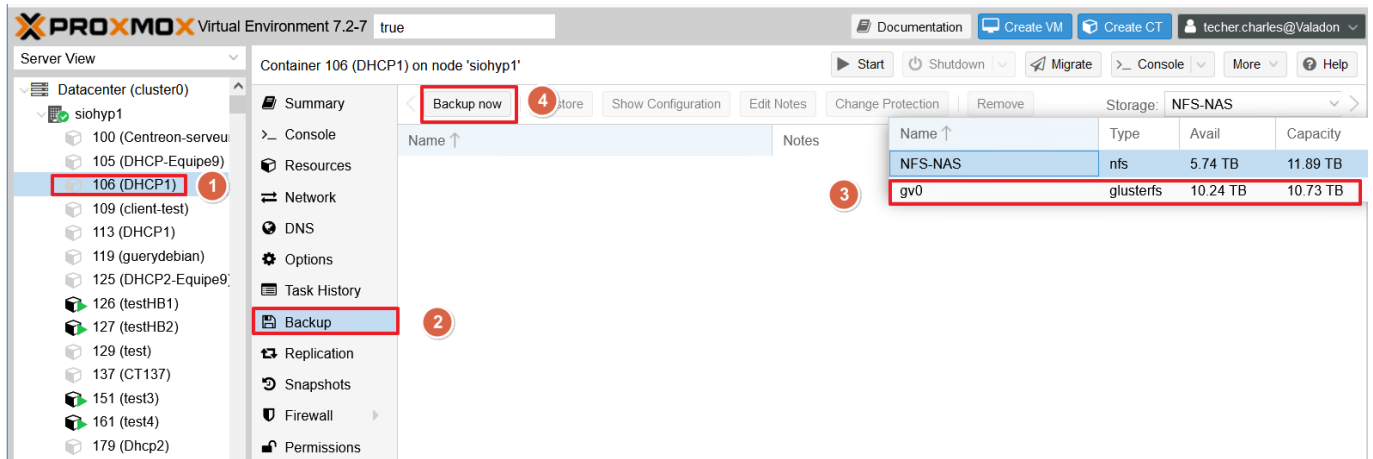 PROXMOX Virtual Environment 7.2-7 true Documentation Create VM Create CT techer.charles@Valadon
Server View
Container 106 (DHCP1) on node 'siohyp1' Start Shutdown Migrate >_ Console More Help
Datacenter (cluster0)
siohyp1
100 (Centreon-serveu
105 (DHCP-Equipe9)
106 (DHCP1) 1
109 (client-test)
113 (DHCP1)
119 (guerydebian)
125 (DHCP2-Equipe9)
126 (testHB1)
127 (testHB2)
129 (test)
137 (CT137)
151 (test3)
161 (test4)
179 (Dhcp2)
Summary
>_ Console
Resources
Network
DNS
Options
Task History
Backup 2
Replication
Snapshots
Firewall
Permissions
Backup now 4 store Show Configuration Edit Notes Change Protection Remove Storage: NFS-NAS
Name Notes
Name Type Avail Capacity
NFS-NAS nfs 5.74 TB 11.89 TB
3 gv0 glusterfs 10.24 TB 10.73 TB